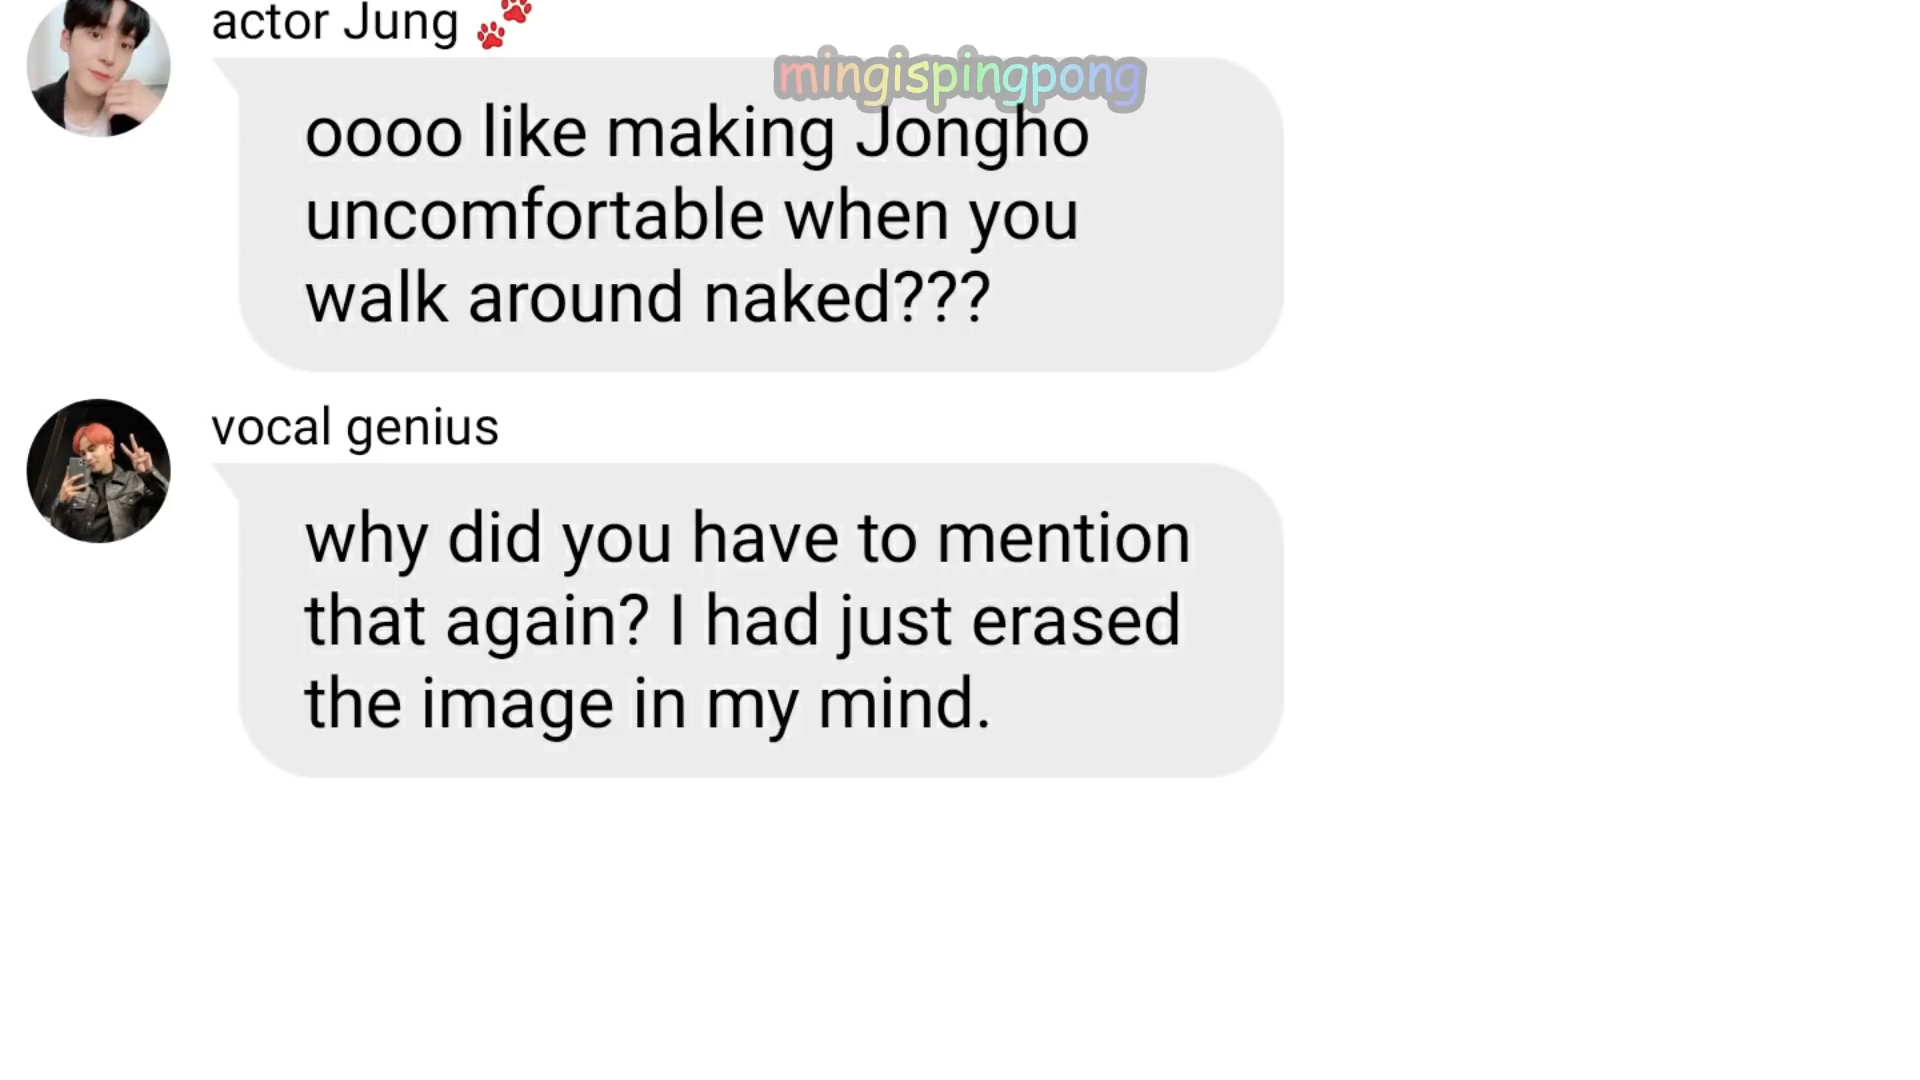 actor Jung 🐾
mingispingpong
oooo like making Jongho
uncomfortable when you
walk around naked???
vocal genius
why did you have to mention
that again? I had just erased
the image in my mind.